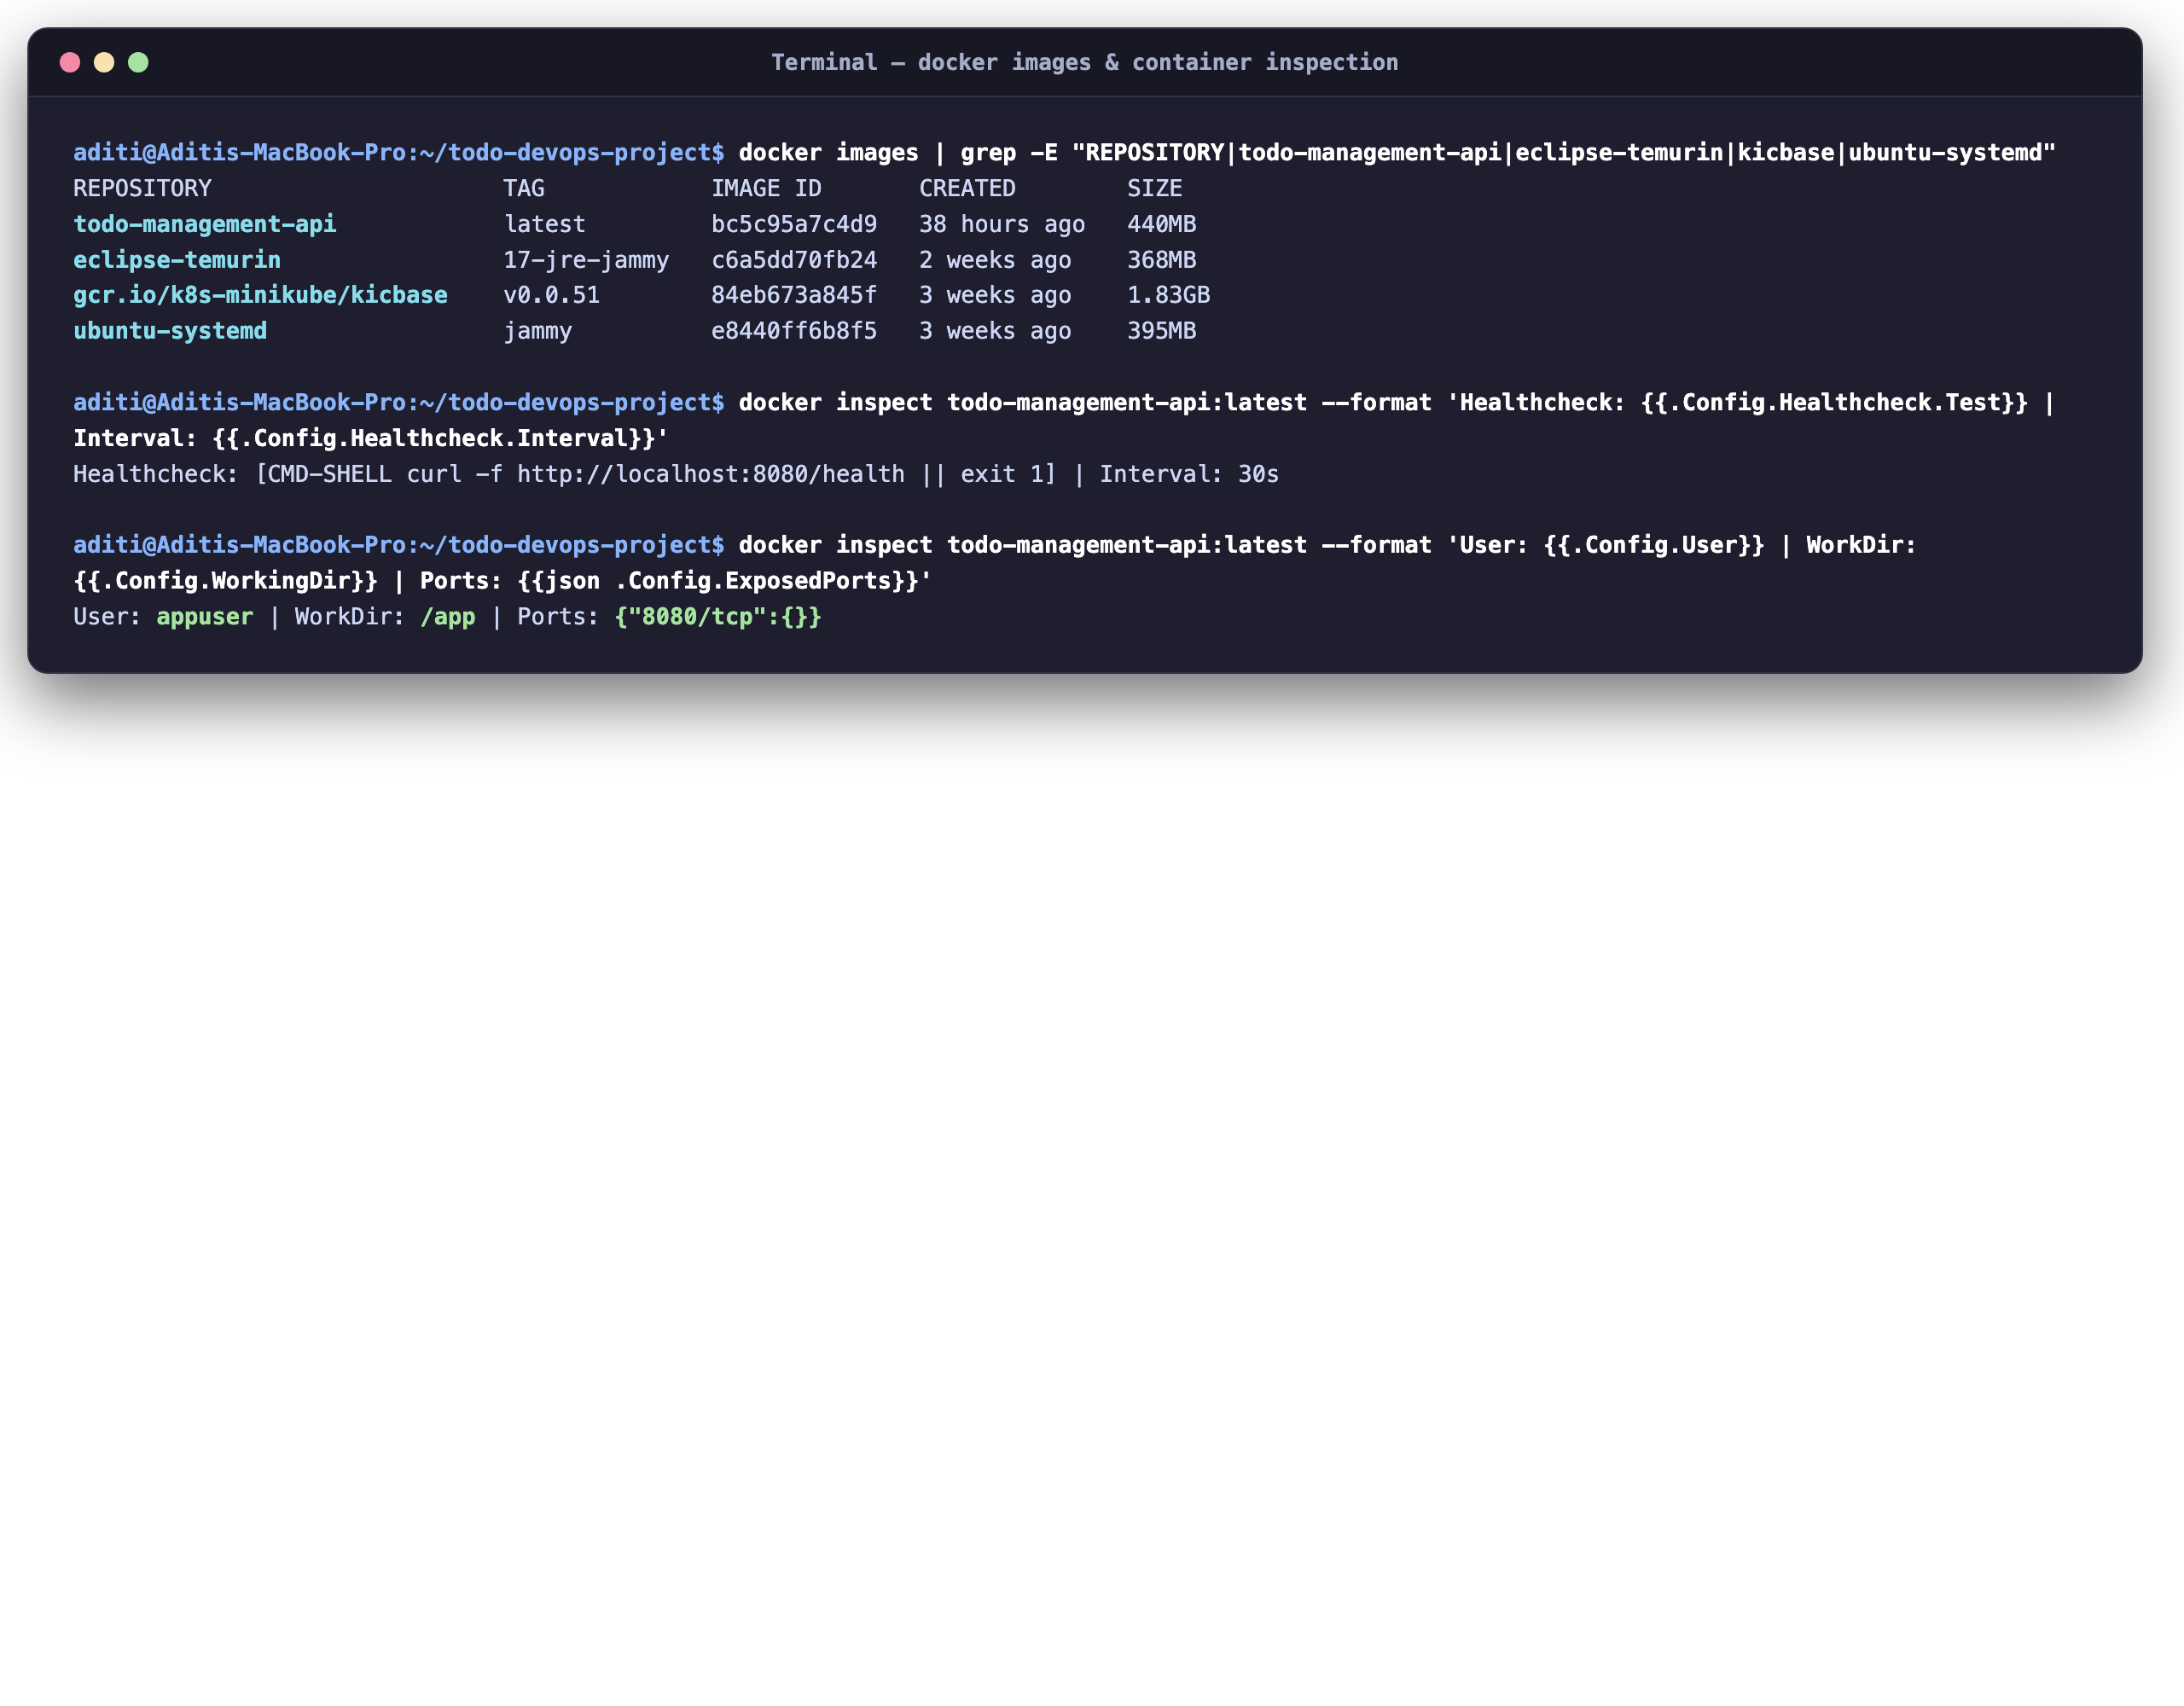 Terminal — docker images & container inspection
aditi@Aditis-MacBook-Pro:~/todo-devops-project$ docker images | grep -E "REPOSITORY|todo-management-api|eclipse-temurin|kicbase|ubuntu-systemd"
REPOSITORY                     TAG            IMAGE ID       CREATED        SIZE
todo-management-api            latest         bc5c95a7c4d9   38 hours ago   440MB
eclipse-temurin                17-jre-jammy   c6a5dd70fb24   2 weeks ago    368MB
gcr.io/k8s-minikube/kicbase    v0.0.51        84eb673a845f   3 weeks ago    1.83GB
ubuntu-systemd                 jammy          e8440ff6b8f5   3 weeks ago    395MB
aditi@Aditis-MacBook-Pro:~/todo-devops-project$ docker inspect todo-management-api:latest --format 'Healthcheck: {{.Config.Healthcheck.Test}} |
Interval: {{.Config.Healthcheck.Interval}}'
Healthcheck: [CMD-SHELL curl -f http://localhost:8080/health || exit 1] | Interval: 30s
aditi@Aditis-MacBook-Pro:~/todo-devops-project$ docker inspect todo-management-api:latest --format 'User: {{.Config.User}} | WorkDir:
{{.Config.WorkingDir}} | Ports: {{json .Config.ExposedPorts}}'
User: appuser | WorkDir: /app | Ports: {"8080/tcp":{}}